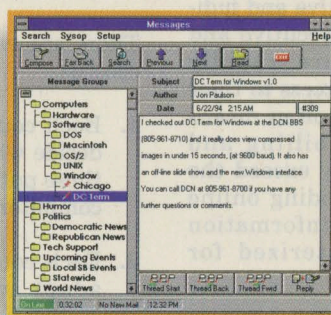 Messages
Search Sysop Setup Help
Compose Ear Back Search Previous Next Read
Message Groups
Computers
Hardware
Software
DOS
Macintosh
OS/2
UNIX
Window
Chicago
DC Term
Humor
Politics
Democratic News
Republican News
Tech Support
Upcoming Events
Local SB Events
Statewide
World News
Subject DC Term for Windows v1.0
Author Jon Paulson
Date 6/22/94 2:15 AM #309
I checked out DC Term for Windows at the DCN BBS
(805-961-8710) and it really does view compressed
images in under 15 seconds, (at 9600 baud). It also has
an off-line slide show and the new Windows interface.
You can call DCN at 805-961-8700 if you have any
further questions or comments.
Thread Start Thread Back Thread Fwd Reply
On Line 0:32:02 No New Mail 12:32 PM